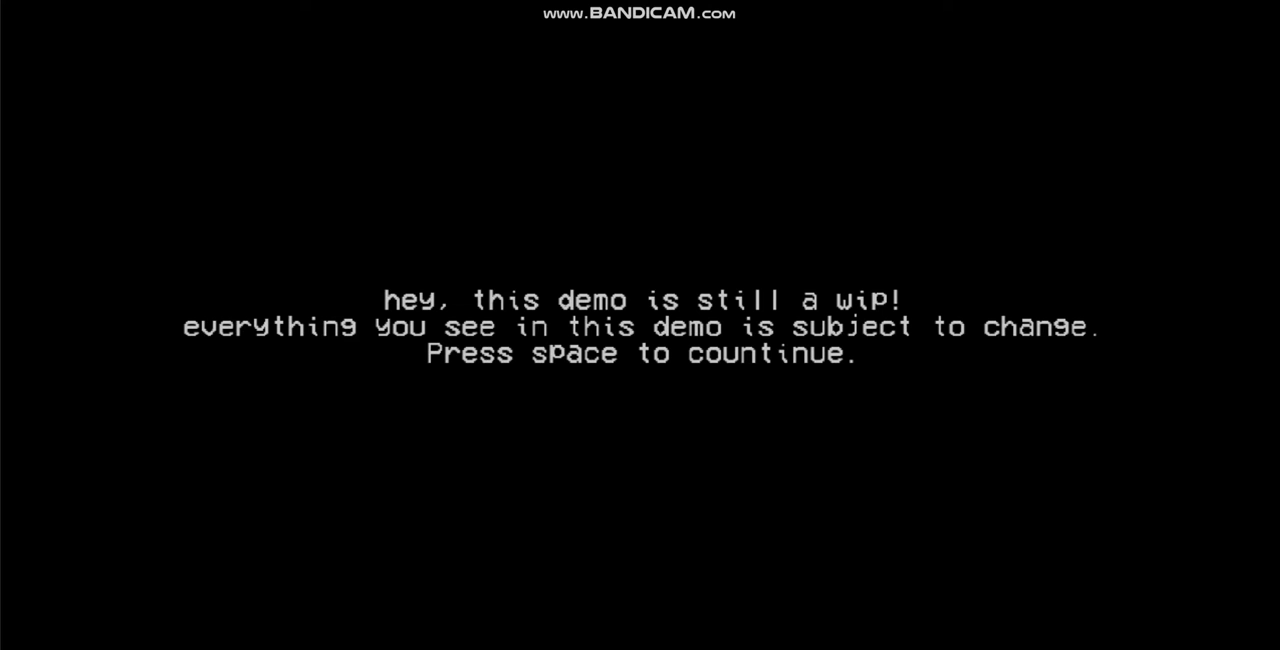 www.BANDICAM.com
hey, this demo is still a wip!
everything you see in this demo is subject to change.
Press space to countinue.